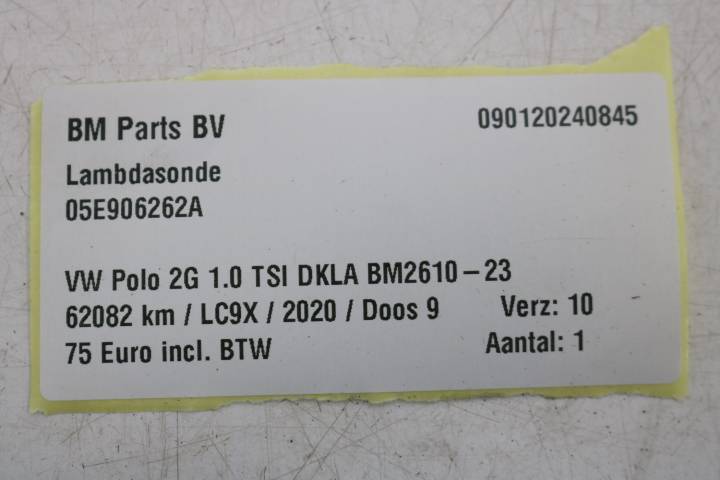 BM Parts BV 090120240845
Lambdasonde
05E906262A
VW Polo 2G 1.0 TSI DKLA BM2610-23
62082 km / LC9X / 2020 / Doos 9 Verz: 10
75 Euro incl. BTW Aantal: 1